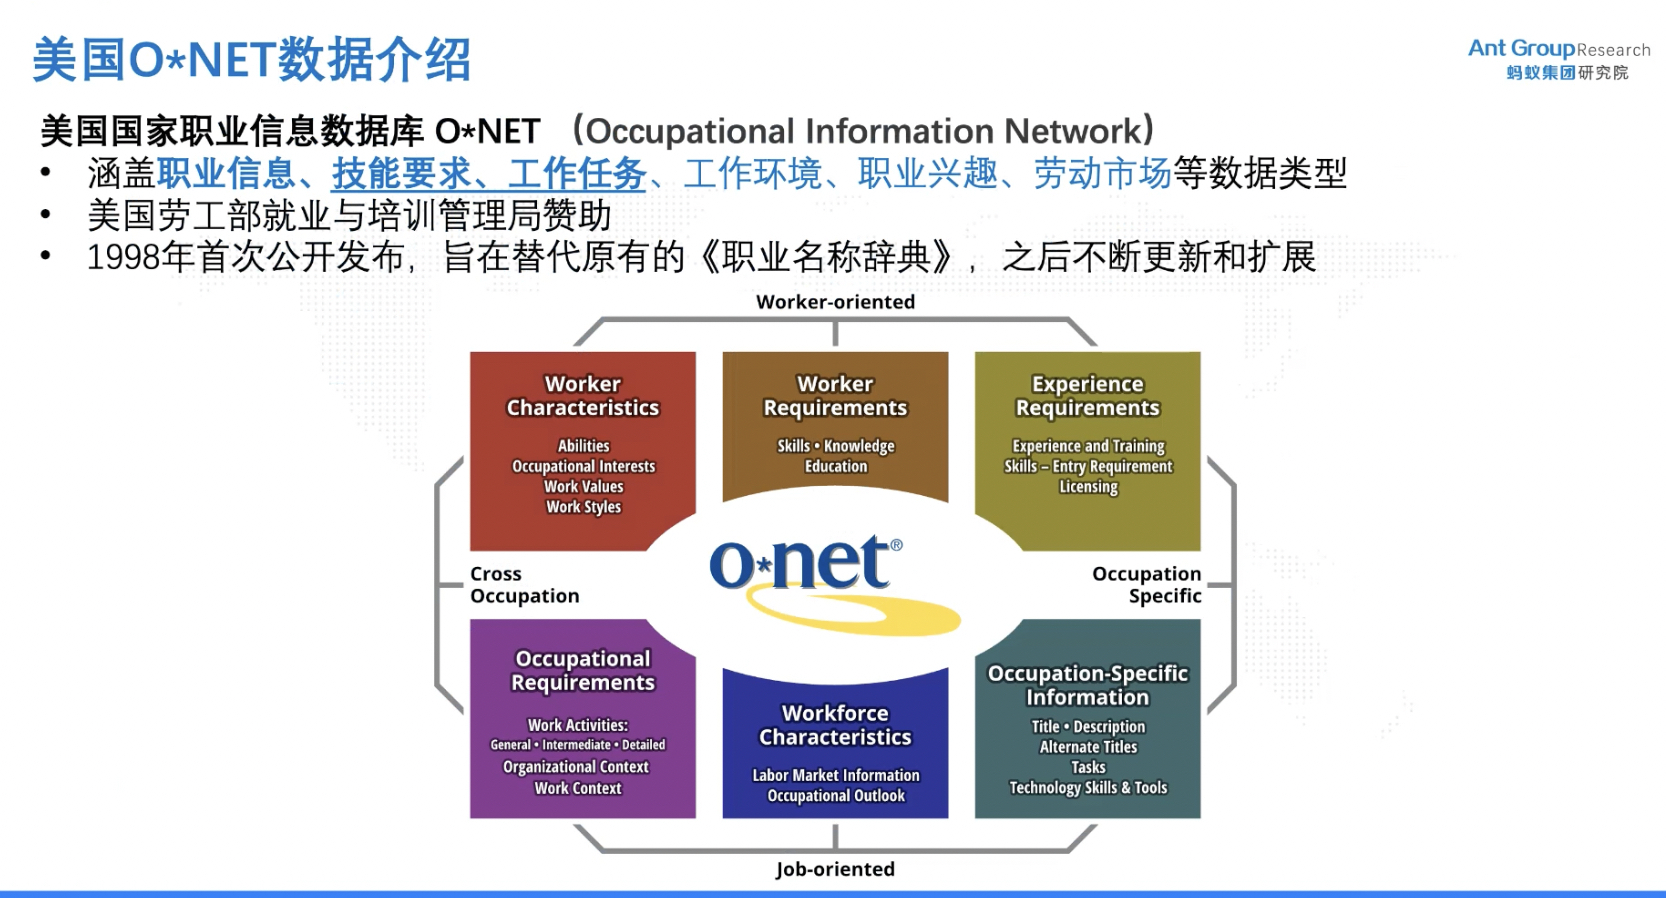 美国O*NET数据介绍
Ant Group Research
蚂蚁集团研究院
美国国家职业信息数据库 O*NET （Occupational Information Network）
• 涵盖职业信息、技能要求、工作任务、工作环境、职业兴趣、劳动市场等数据类型
• 美国劳工部就业与培训管理局赞助
• 1998年首次公开发布，旨在替代原有的《职业名称辞典》，之后不断更新和扩展
Worker-oriented
Worker
Characteristics
Abilities
Occupational Interests
Work Values
Work Styles
Worker
Requirements
Skills • Knowledge
Education
Experience
Requirements
Experience and Training
Skills – Entry Requirement
Licensing
Cross
Occupation
o*net®
Occupation
Specific
Occupational
Requirements
Work Activities:
General • Intermediate • Detailed
Organizational Context
Work Context
Workforce
Characteristics
Labor Market Information
Occupational Outlook
Occupation-Specific
Information
Title • Description
Alternate Titles
Tasks
Technology Skills & Tools
Job-oriented